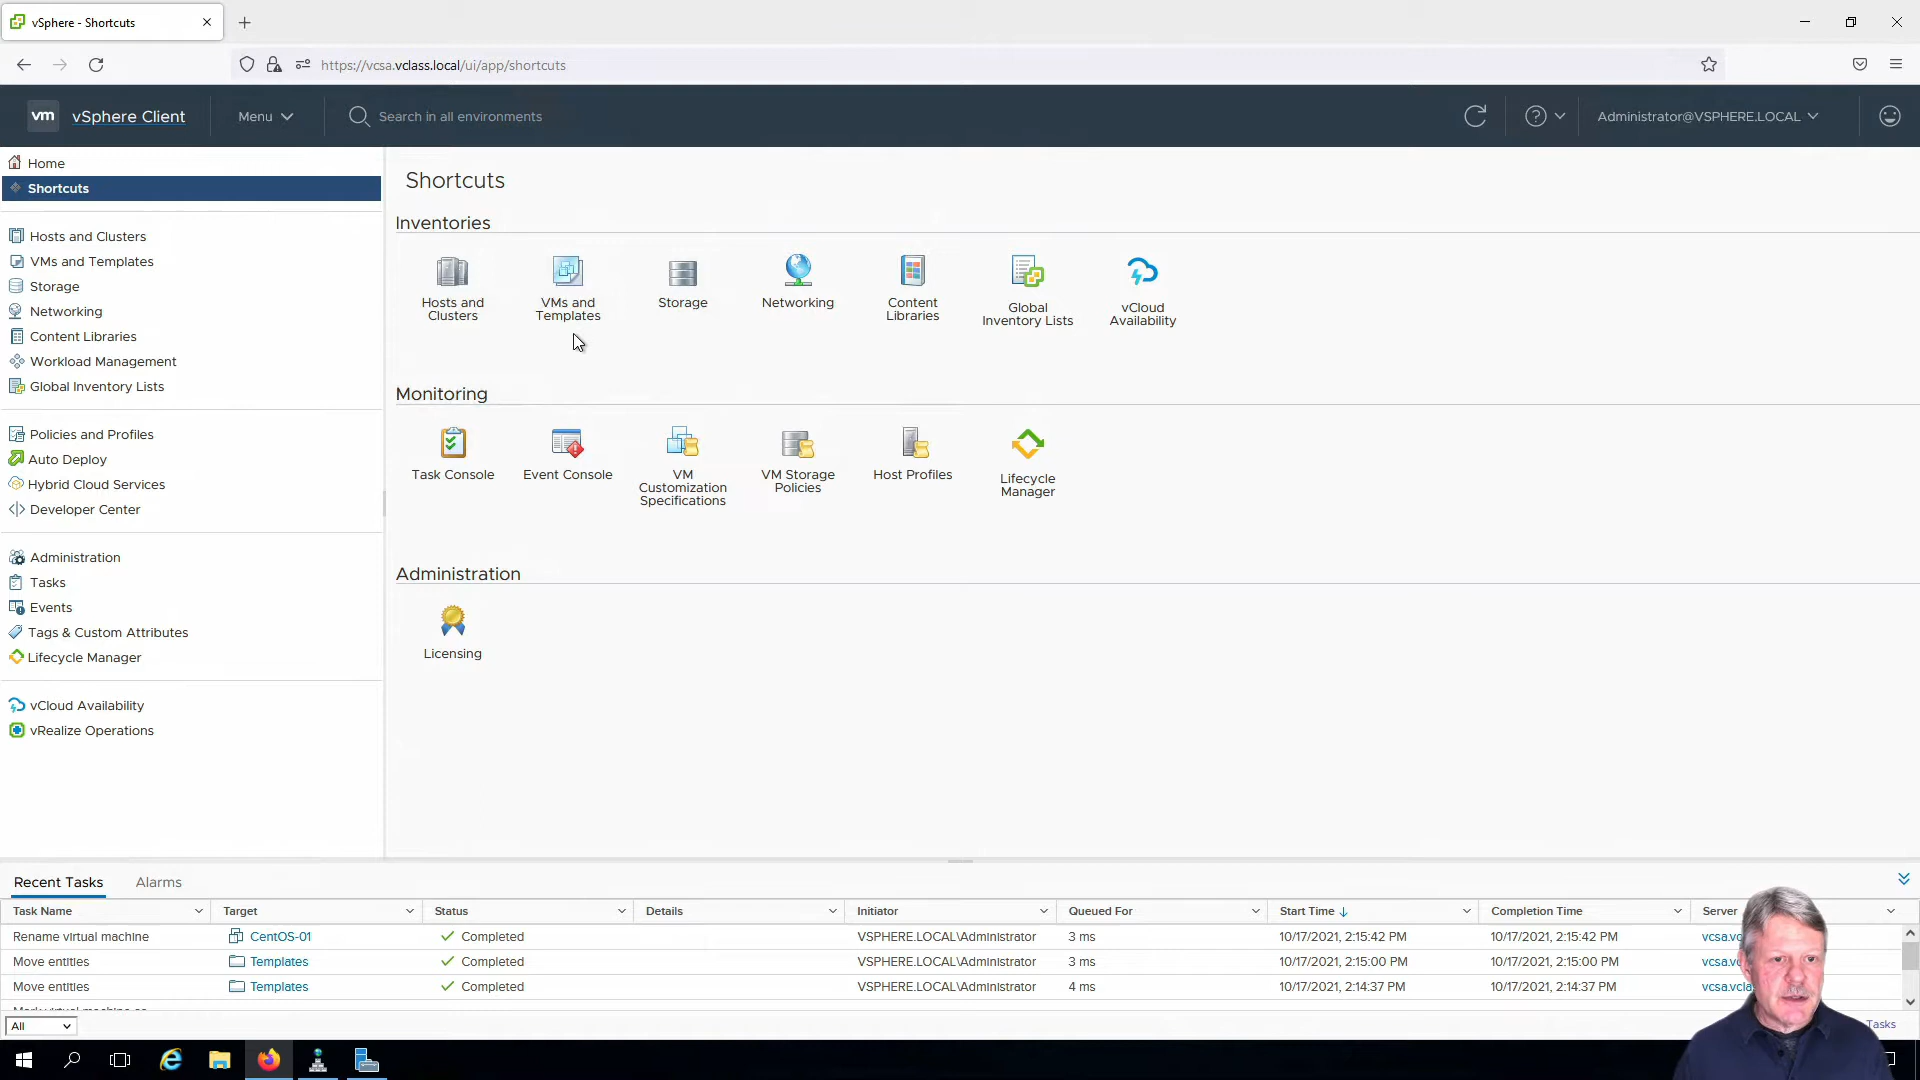 vSphere - Shortcuts
https://vcsa.vclass.local/ui/app/shortcuts
vm vSphere Client Menu Search in all environments Administrator@VSPHERE.LOCAL
Home
Shortcuts
Hosts and Clusters
VMs and Templates
Storage
Networking
Content Libraries
Workload Management
Global Inventory Lists
Policies and Profiles
Auto Deploy
Hybrid Cloud Services
Developer Center
Administration
Tasks
Events
Tags & Custom Attributes
Lifecycle Manager
vCloud Availability
vRealize Operations
Shortcuts
Inventories
Hosts and
Clusters
VMs and
Templates
Storage
Networking
Content
Libraries
Global
Inventory Lists
vCloud
Availability
Monitoring
Task Console
Event Console
VM
Customization
Specifications
VM Storage
Policies
Host Profiles
Lifecycle
Manager
Administration
Licensing
Recent Tasks Alarms
Task Name Target Status Details Initiator Queued For Start Time Completion Time Server
Rename virtual machine CentOS-01 Completed VSPHERE.LOCAL\Administrator 3 ms 10/17/2021, 2:15:42 PM 10/17/2021, 2:15:42 PM
Move entities Templates Completed VSPHERE.LOCAL\Administrator 3 ms 10/17/2021, 2:15:00 PM 10/17/2021, 2:15:00 PM
Move entities Templates Completed VSPHERE.LOCAL\Administrator 4 ms 10/17/2021, 2:14:37 PM 10/17/2021, 2:14:37 PM
All
Tasks